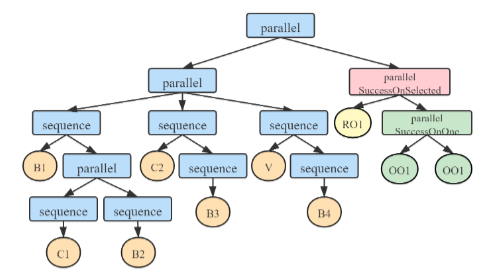 parallel
parallel
parallel
SuccessOnSelected
sequence
sequence
sequence
RO1
parallel
SuccessOnOne
B1
parallel
C2
sequence
V
sequence
OO1
OO1
sequence
sequence
B3
B4
C1
B2